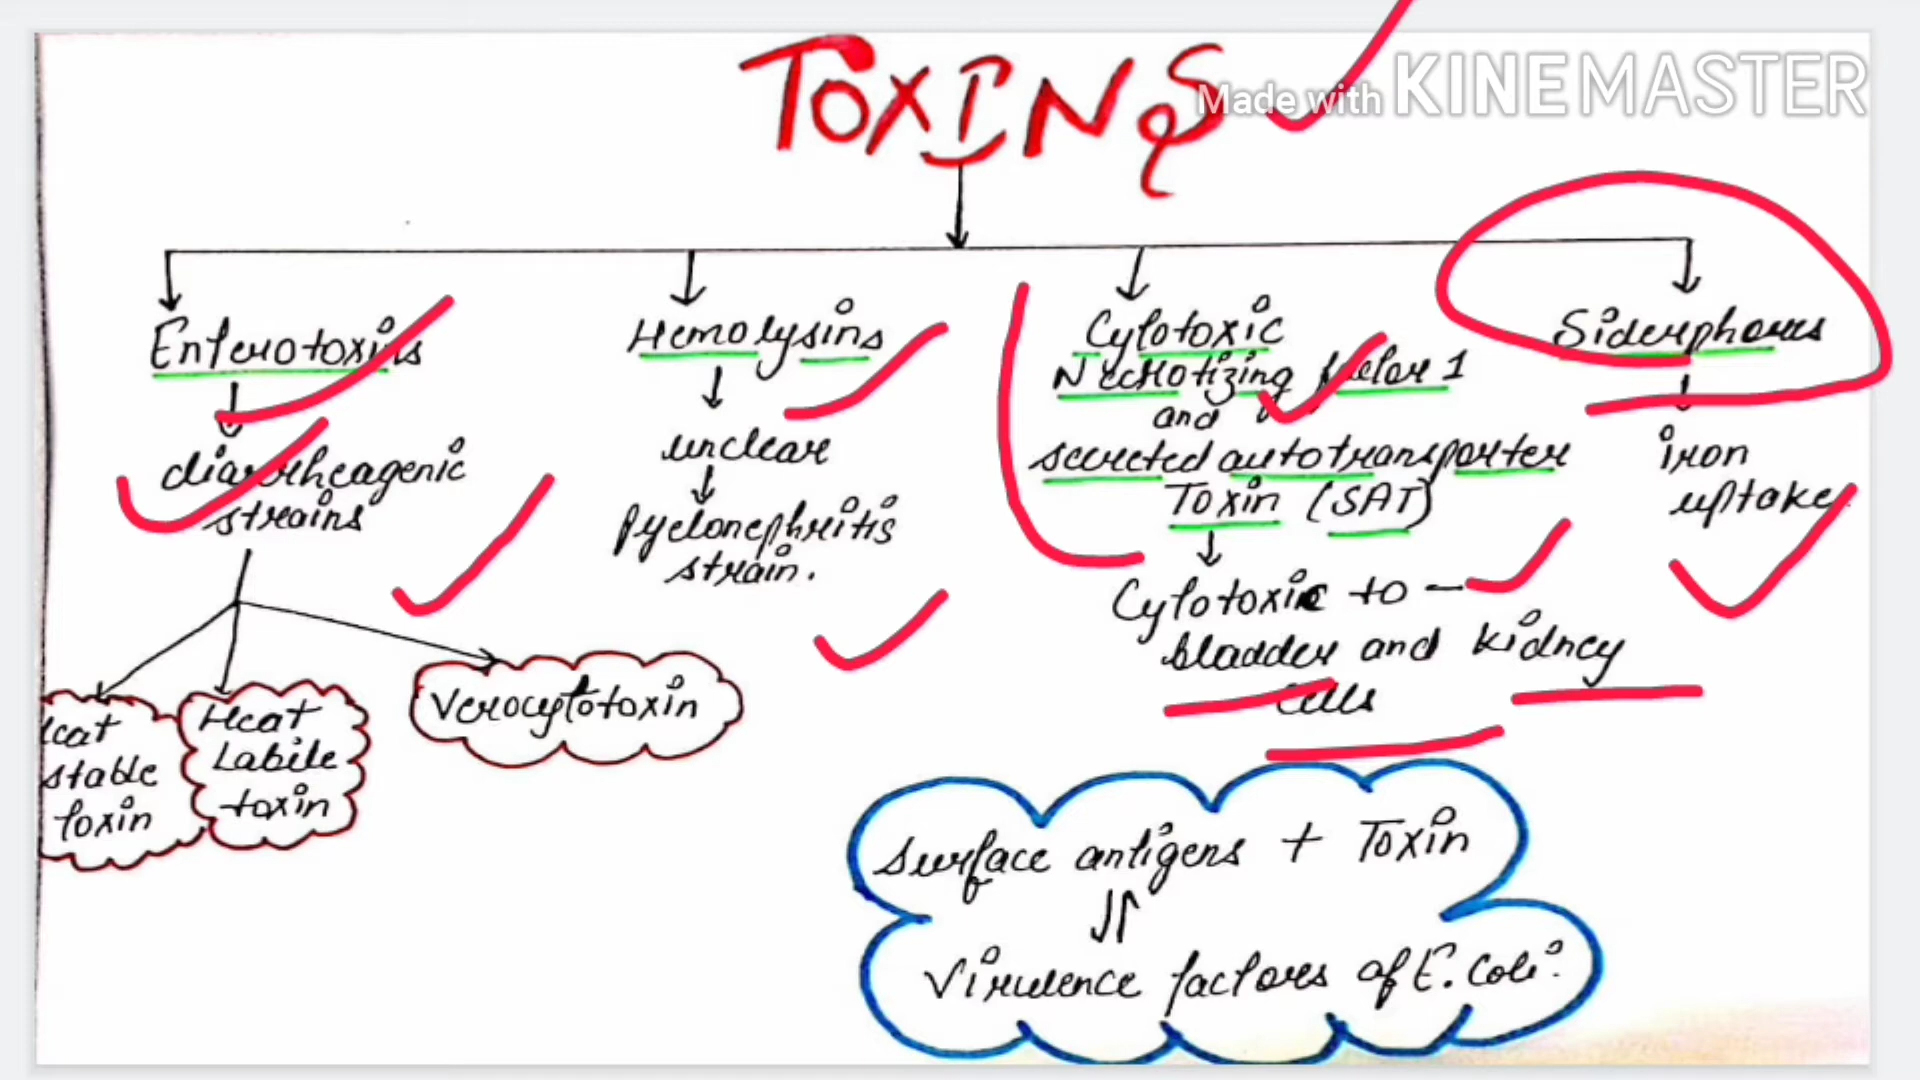 TOXINS
Made with KINEMASTER
Enterotoxins
diarrheagenic
strains
Heat
Labile
toxin
stable
toxin
Verocytotoxin
Hemolysins
unclear
Pyelonephritis
strain.
Cytotoxic
Necrotizing factor 1
and
secreted autotransporter
Toxin (SAT)
Cytotoxic to -
bladder and kidney
cells
Siderphores
iron
uptake
Surface antigens + Toxin
Virulence factors of E. Coli.